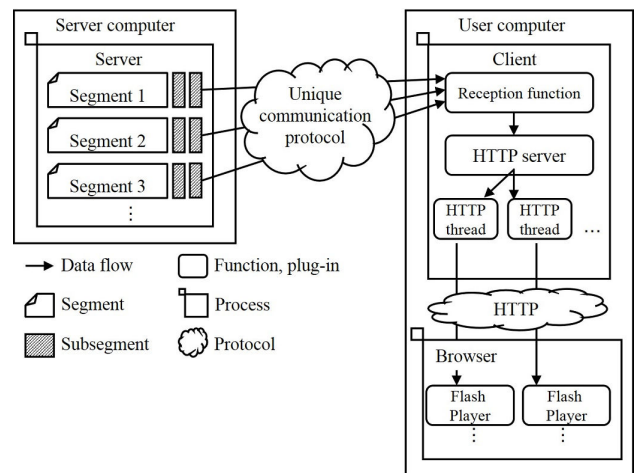 Server computer
Server
Segment 1
Segment 2
Segment 3
⋮
Unique
communication
protocol
User computer
Client
Reception function
HTTP server
HTTP
thread
HTTP
thread
...
HTTP
Browser
Flash
Player
⋮
Flash
Player
⋮
Data flow
Function, plug-in
Segment
Process
Subsegment
Protocol